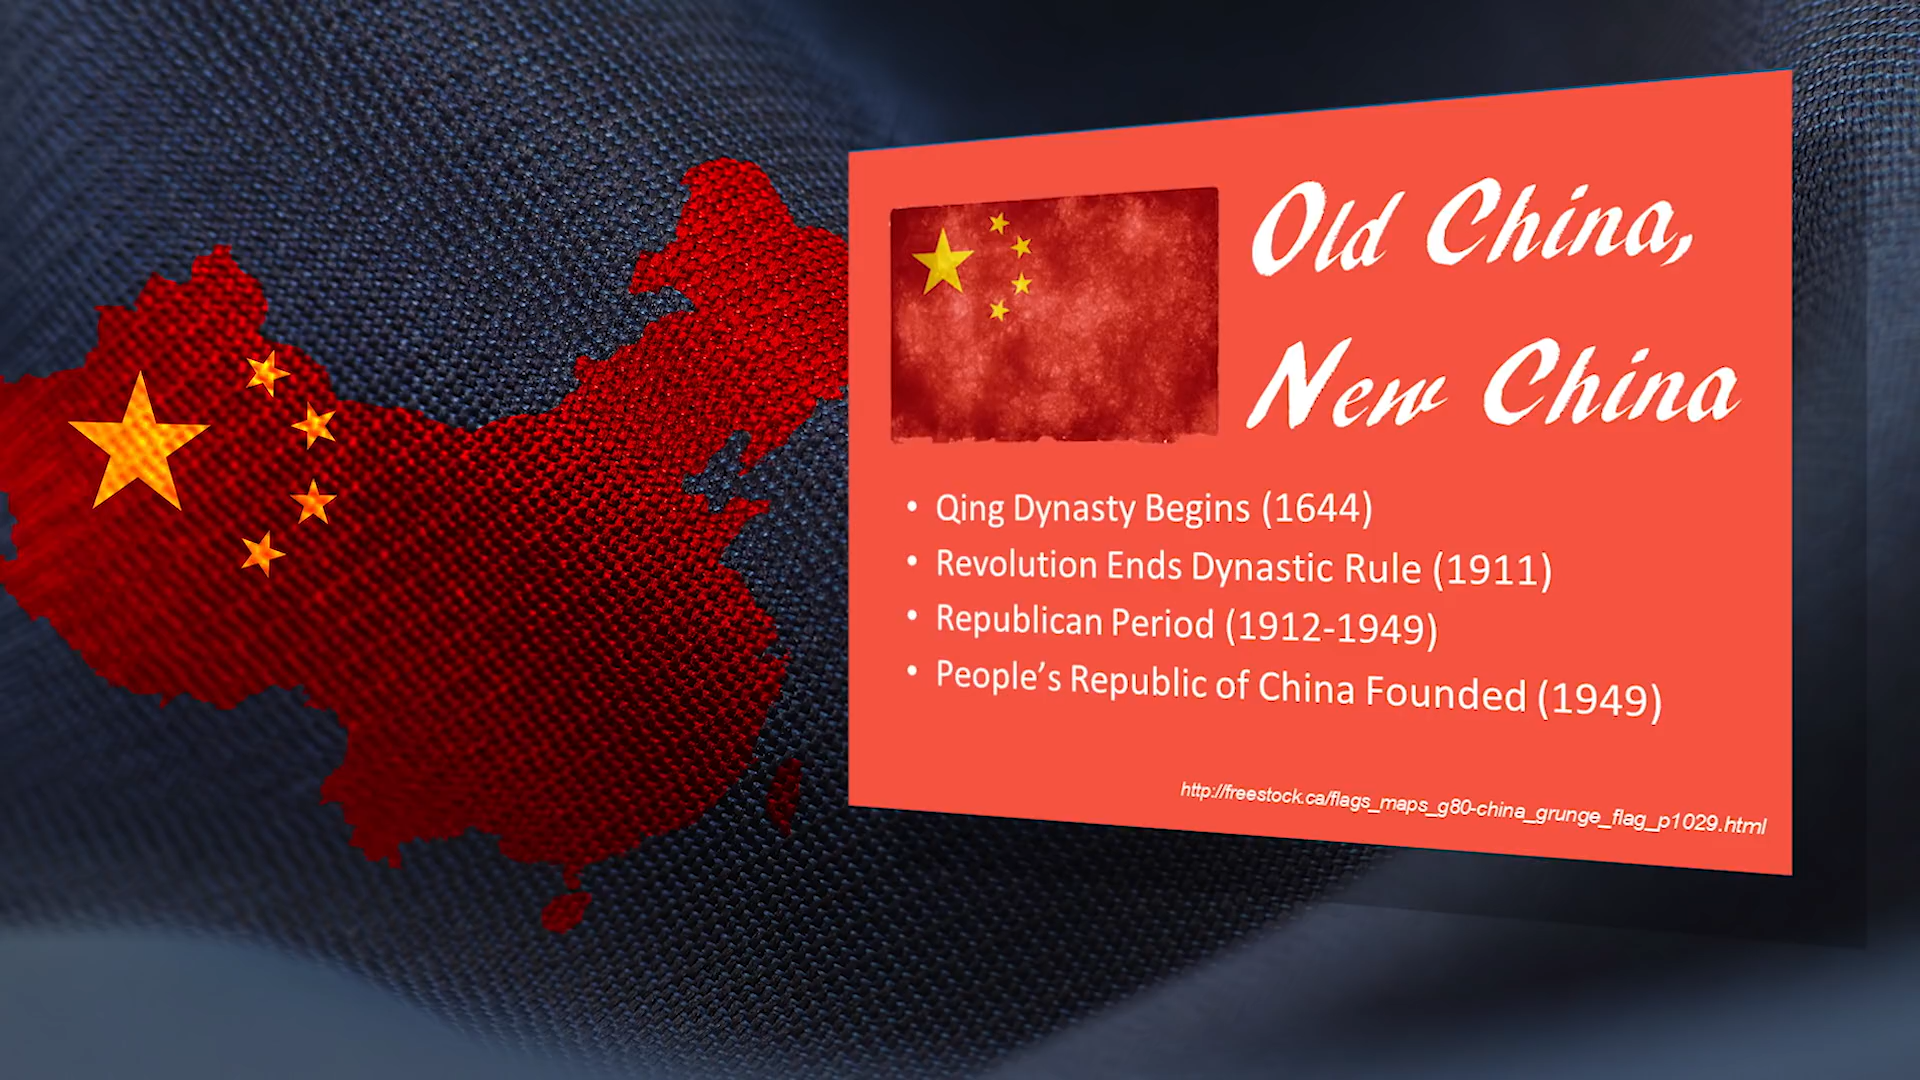 Old China,
New China
• Qing Dynasty Begins (1644)
• Revolution Ends Dynastic Rule (1911)
• Republican Period (1912-1949)
• People’s Republic of China Founded (1949)
http://freestock.ca/flags_maps_g80-china_grunge_flag_p1029.html